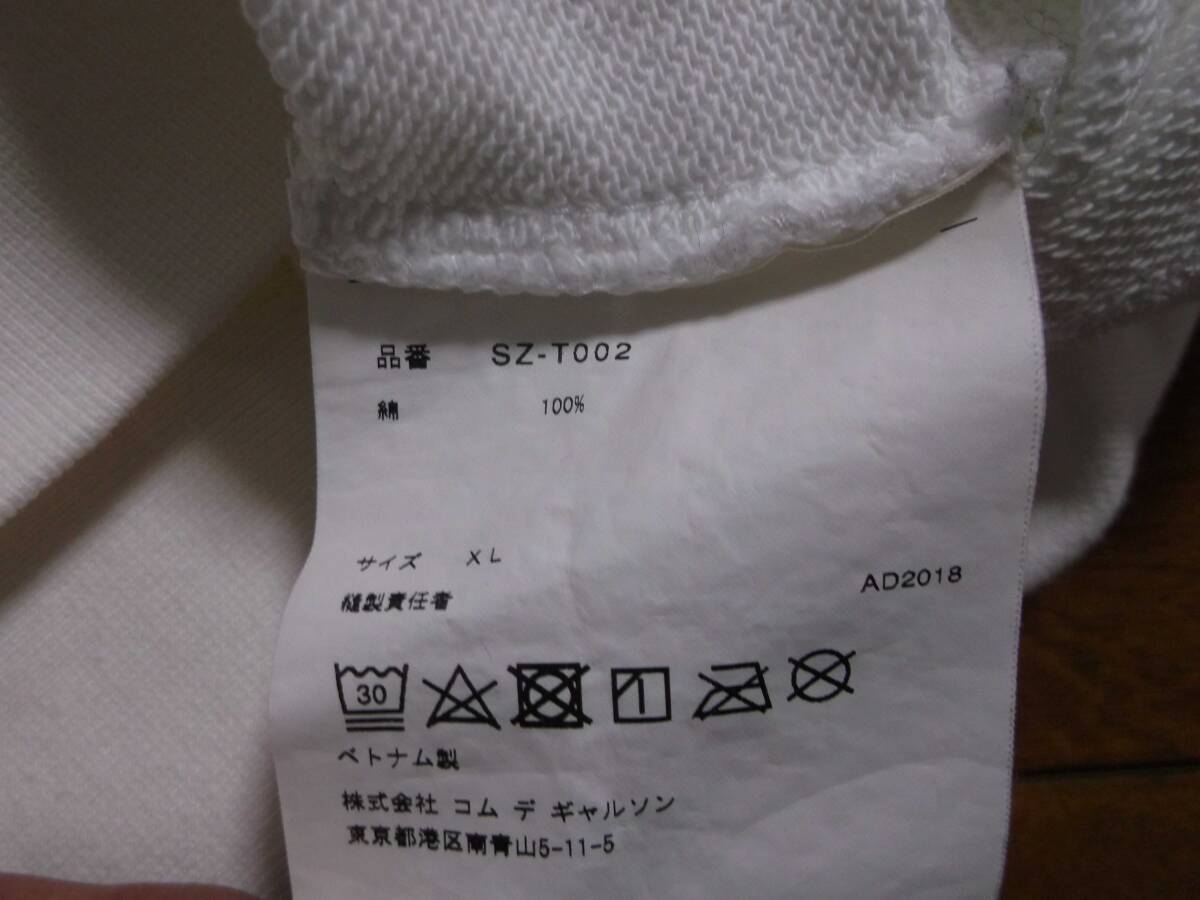 品番 SZ-T002
綿 100%
サイズ XL
縫製責任者
AD2018
30
ベトナム製
株式会社 コム デ ギャルソン
東京都港区南青山5-11-5